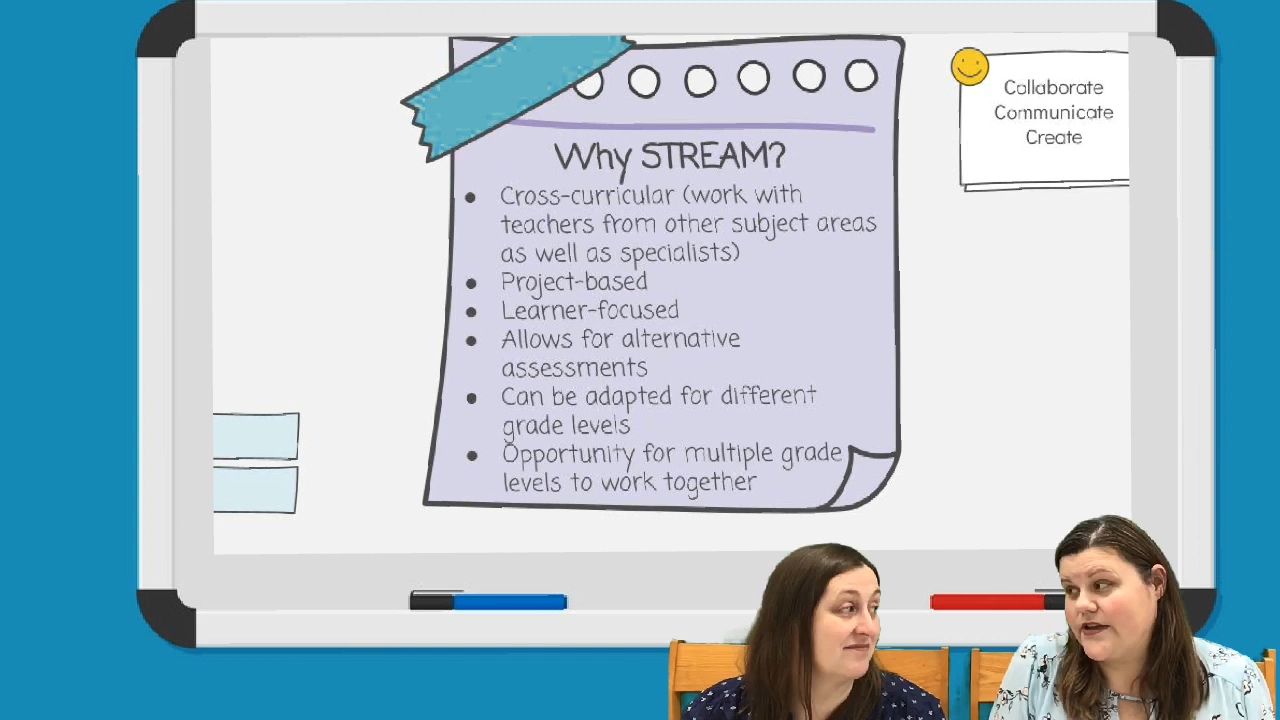 Why STREAM?
● Cross-curricular (work with
teachers from other subject areas
as well as specialists)
● Project-based
● Learner-focused
● Allows for alternative
assessments
● Can be adapted for different
grade levels
● Opportunity for multiple grade
levels to work together
Collaborate
Communicate
Create